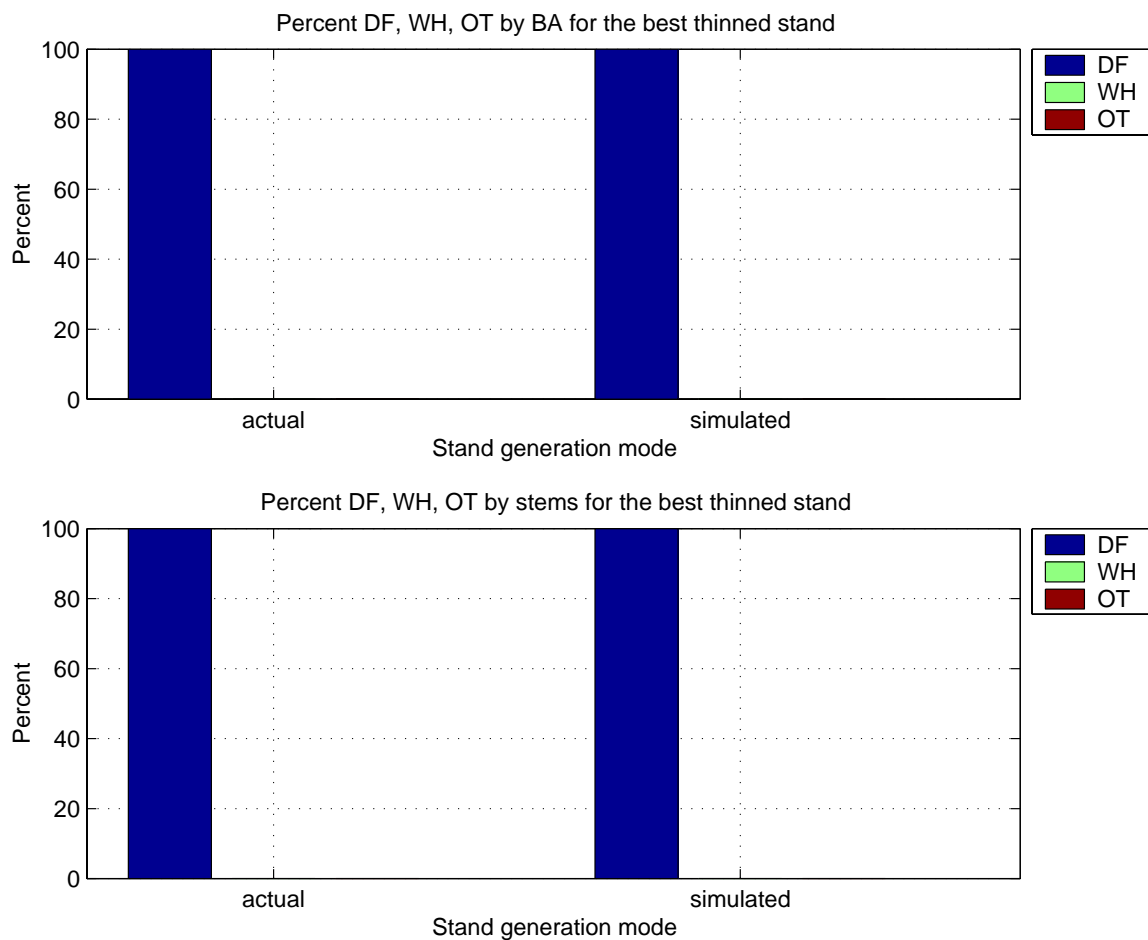 Percent DF, WH, OT by BA for the best thinned stand
100
80
60
40
20
0
Percent
actual
simulated
Stand generation mode
DF
WH
OT
Percent DF, WH, OT by stems for the best thinned stand
100
80
60
40
20
0
Percent
actual
simulated
Stand generation mode
DF
WH
OT